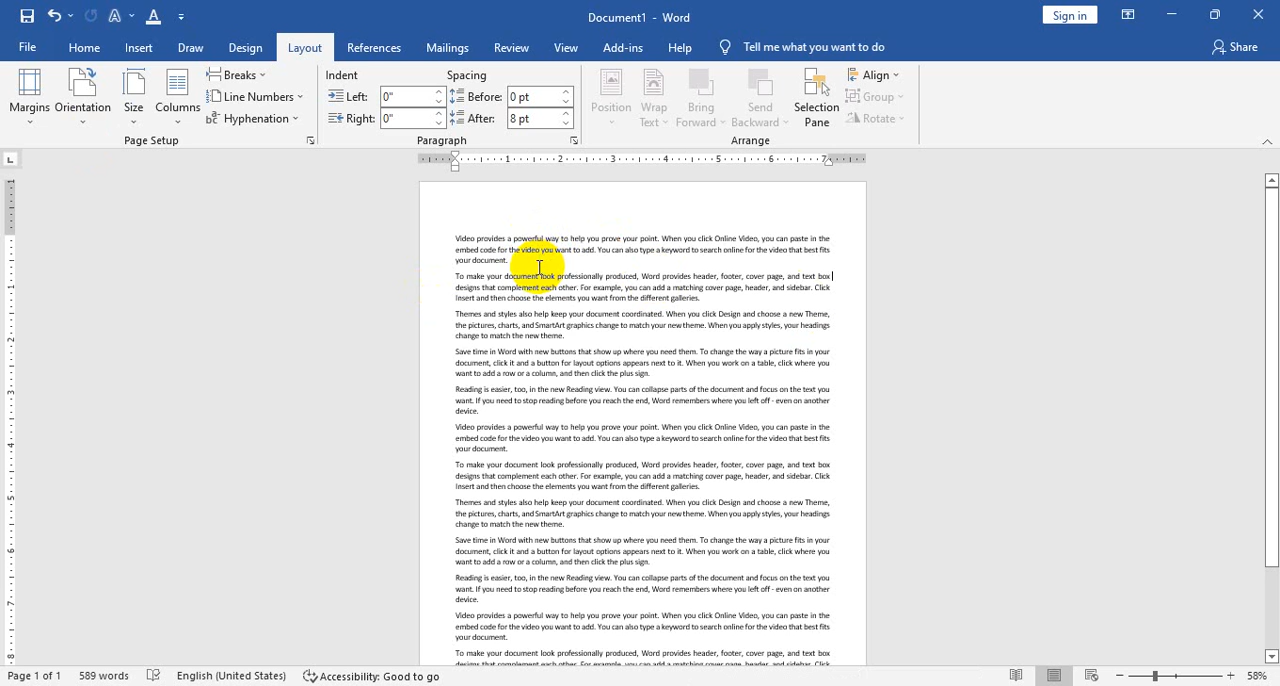 Document1 - Word
Sign in
File Home Insert Draw Design Layout References Mailings Review View Add-ins Help Tell me what you want to do Share
Margins Orientation Size Columns Breaks Line Numbers Hyphenation
Page Setup
Indent Spacing
Left: 0" Before: 0 pt
Right: 0" After: 8 pt
Paragraph
Position Wrap Text Bring Forward Send Backward Selection Pane Align Group Rotate
Arrange
1 2 3 4 5 6 7
Video provides a powerful way to help you prove your point. When you click Online Video, you can paste in the
embed code for the video you want to add. You can also type a keyword to search online for the video that best fits
your document.
To make your document look professionally produced, Word provides header, footer, cover page, and text box
designs that complement each other. For example, you can add a matching cover page, header, and sidebar. Click
Insert and then choose the elements you want from the different galleries.
Themes and styles also help keep your document coordinated. When you click Design and choose a new Theme,
the pictures, charts, and SmartArt graphics change to match your new theme. When you apply styles, your headings
change to match the new theme.
Save time in Word with new buttons that show up where you need them. To change the way a picture fits in your
document, click it and a button for layout options appears next to it. When you work on a table, click where you
want to add a row or a column, and then click the plus sign.
Reading is easier, too, in the new Reading view. You can collapse parts of the document and focus on the text you
want. If you need to stop reading before you reach the end, Word remembers where you left off - even on another
device.
Video provides a powerful way to help you prove your point. When you click Online Video, you can paste in the
embed code for the video you want to add. You can also type a keyword to search online for the video that best fits
your document.
To make your document look professionally produced, Word provides header, footer, cover page, and text box
designs that complement each other. For example, you can add a matching cover page, header, and sidebar. Click
Insert and then choose the elements you want from the different galleries.
Themes and styles also help keep your document coordinated. When you click Design and choose a new Theme,
the pictures, charts, and SmartArt graphics change to match your new theme. When you apply styles, your headings
change to match the new theme.
Save time in Word with new buttons that show up where you need them. To change the way a picture fits in your
document, click it and a button for layout options appears next to it. When you work on a table, click where you
want to add a row or a column, and then click the plus sign.
Reading is easier, too, in the new Reading view. You can collapse parts of the document and focus on the text you
want. If you need to stop reading before you reach the end, Word remembers where you left off - even on another
device.
Video provides a powerful way to help you prove your point. When you click Online Video, you can paste in the
embed code for the video you want to add. You can also type a keyword to search online for the video that best fits
your document.
To make your document look professionally produced, Word provides header, footer, cover page, and text box
designs that complement each other. For example, you can add a matching cover page, header, and sidebar. Click
Page 1 of 1 589 words English (United States) Accessibility: Good to go 58%